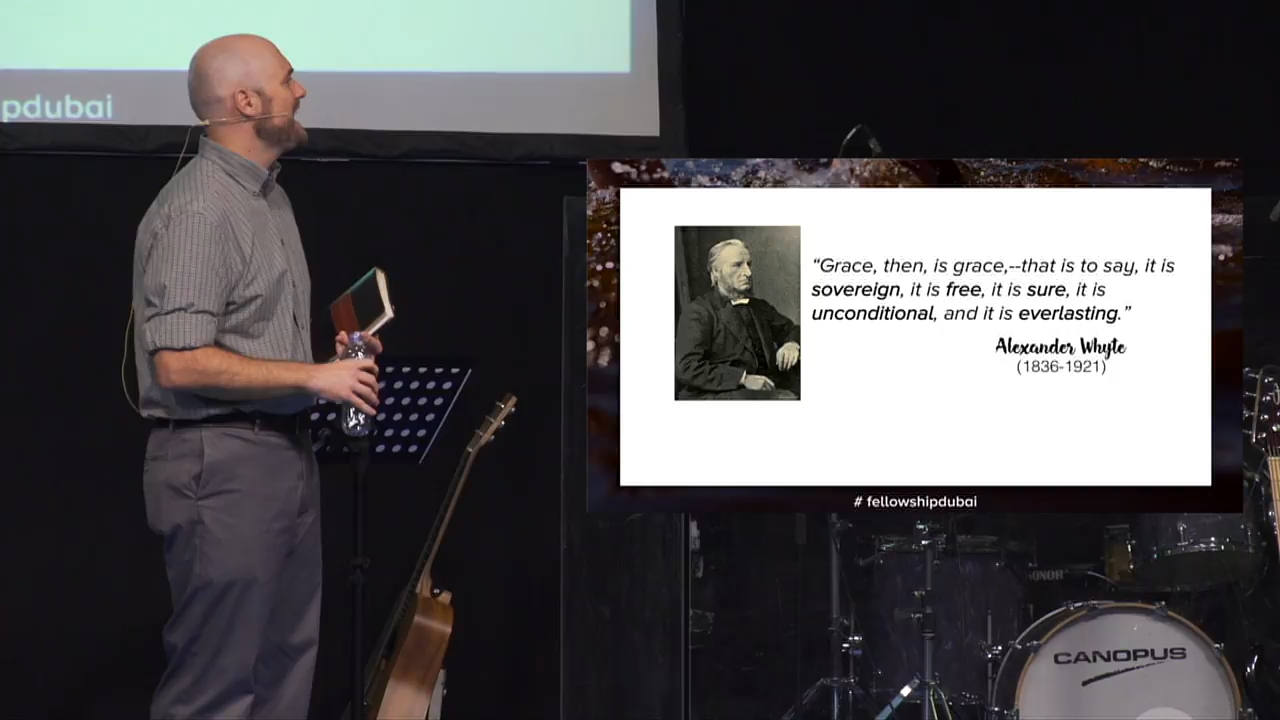 pdubai
“Grace, then, is grace,--that is to say, it is
sovereign, it is free, it is sure, it is
unconditional, and it is everlasting.”
Alexander Whyte
(1836-1921)
# fellowshipdubai
ONOR
CANOPUS